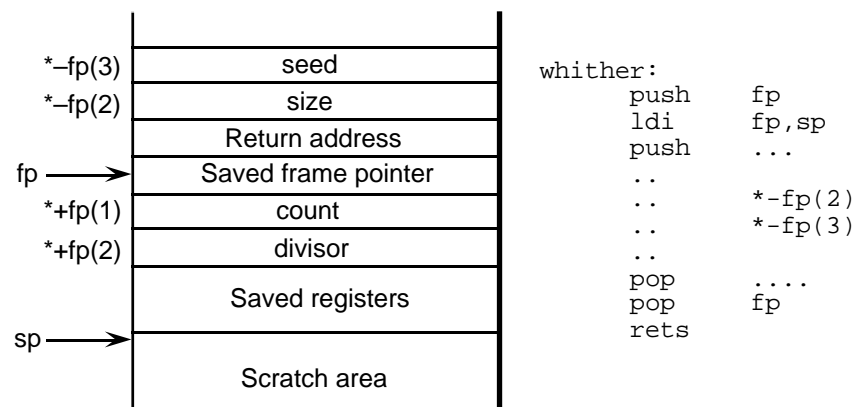 *–fp(3) seed
*–fp(2) size
Return address
fp Saved frame pointer
*+fp(1) count
*+fp(2) divisor
Saved registers
sp
Scratch area
whither:
push fp
ldi fp,sp
push ...
..
.. *-fp(2)
.. *-fp(3)
..
pop ....
pop fp
rets